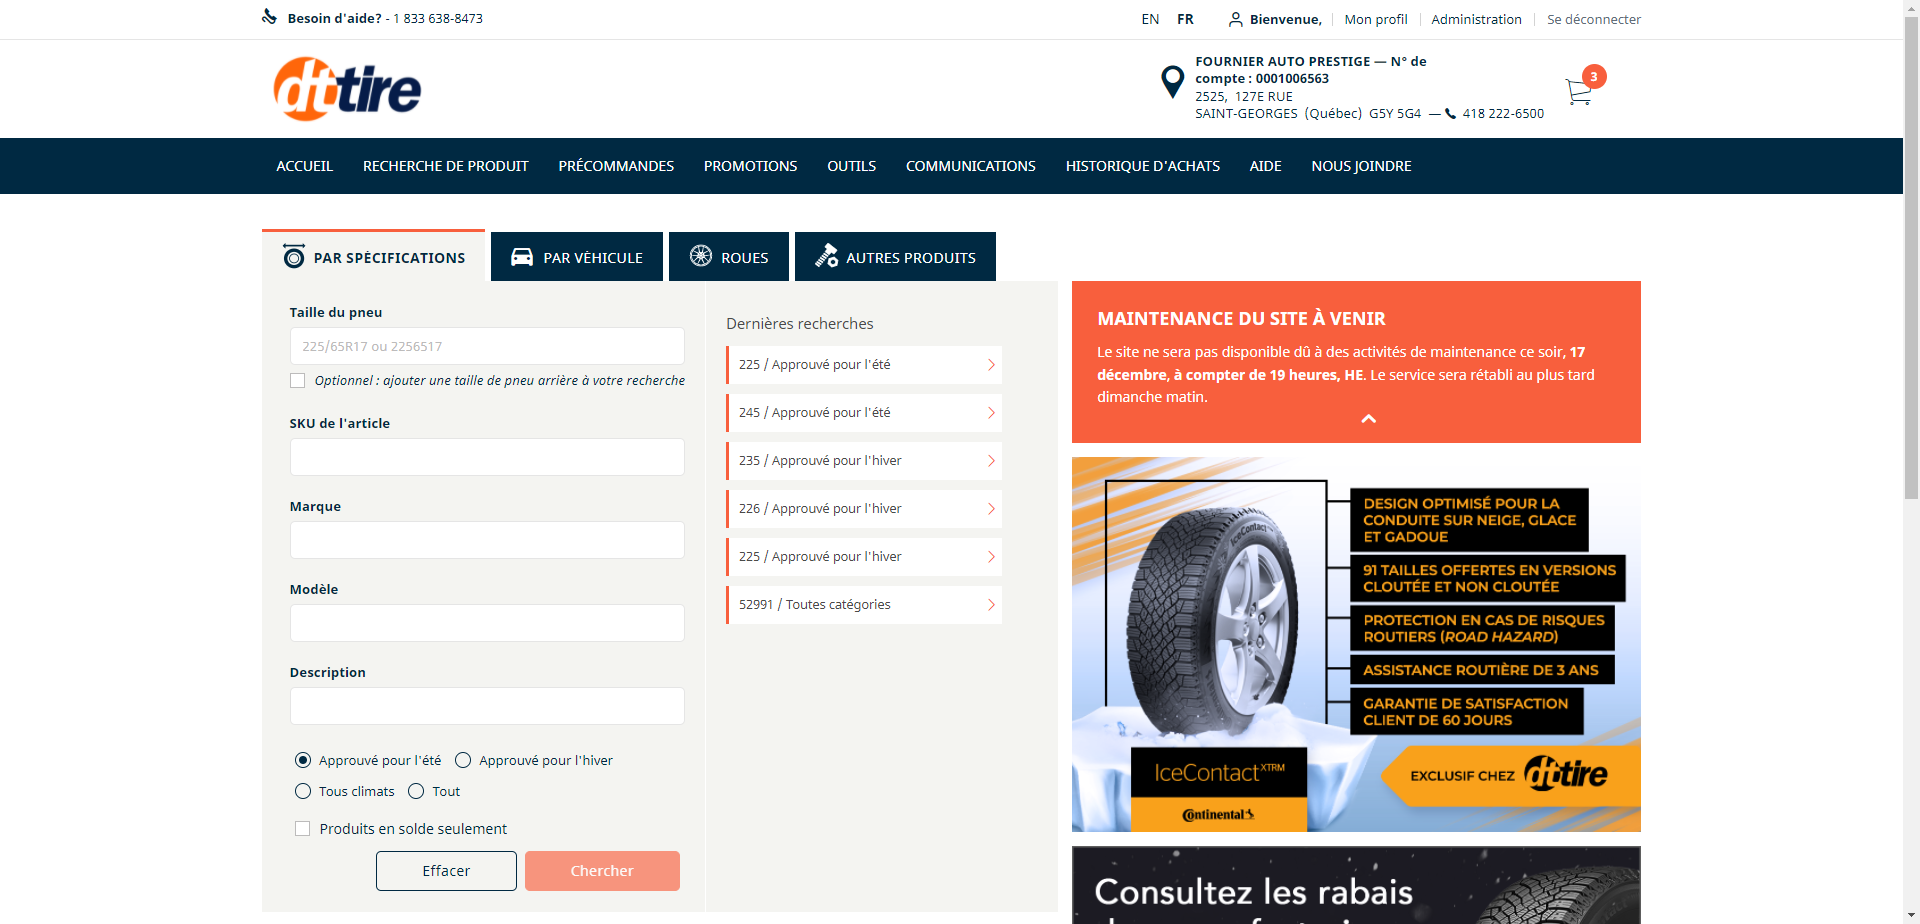 Besoin d'aide? - 1 833 638-8473
EN FR Bienvenue, Mon profil Administration Se déconnecter
dttire
FOURNIER AUTO PRESTIGE — N° de
compte : 0001006563
2525, 127E RUE
SAINT-GEORGES (Québec) G5Y 5G4 — 418 222-6500
3
ACCUEIL RECHERCHE DE PRODUIT PRÉCOMMANDES PROMOTIONS OUTILS COMMUNICATIONS HISTORIQUE D'ACHATS AIDE NOUS JOINDRE
PAR SPÉCIFICATIONS PAR VÉHICULE ROUES AUTRES PRODUITS
Taille du pneu
225/65R17 ou 2256517
Optionnel : ajouter une taille de pneu arrière à votre recherche
SKU de l'article
Marque
Modèle
Description
Approuvé pour l'été Approuvé pour l'hiver
Tous climats Tout
Produits en solde seulement
Effacer Chercher
Dernières recherches
225 / Approuvé pour l'été
245 / Approuvé pour l'été
235 / Approuvé pour l'hiver
226 / Approuvé pour l'hiver
225 / Approuvé pour l'hiver
52991 / Toutes catégories
MAINTENANCE DU SITE À VENIR
Le site ne sera pas disponible dû à des activités de maintenance ce soir, 17
décembre, à compter de 19 heures, HE. Le service sera rétabli au plus tard
dimanche matin.
IceContact
DESIGN OPTIMISÉ POUR LA
CONDUITE SUR NEIGE, GLACE
ET GADOUE
91 TAILLES OFFERTES EN VERSIONS
CLOUTÉE ET NON CLOUTÉE
PROTECTION EN CAS DE RISQUES
ROUTIERS (ROAD HAZARD)
ASSISTANCE ROUTIÈRE DE 3 ANS
GARANTIE DE SATISFACTION
CLIENT DE 60 JOURS
IceContact XTRM
Continental
EXCLUSIF CHEZ dttire
Consultez les rabais